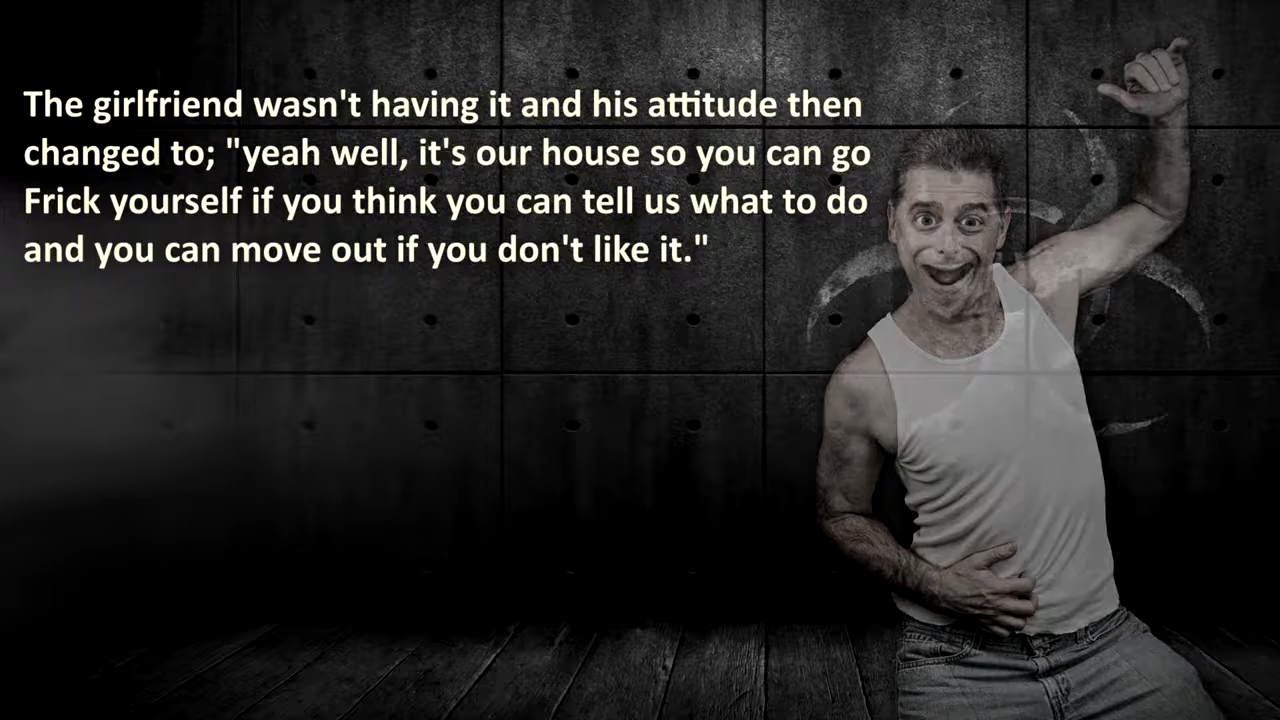 The girlfriend wasn't having it and his attitude then
changed to; "yeah well, it's our house so you can go
Frick yourself if you think you can tell us what to do
and you can move out if you don't like it."